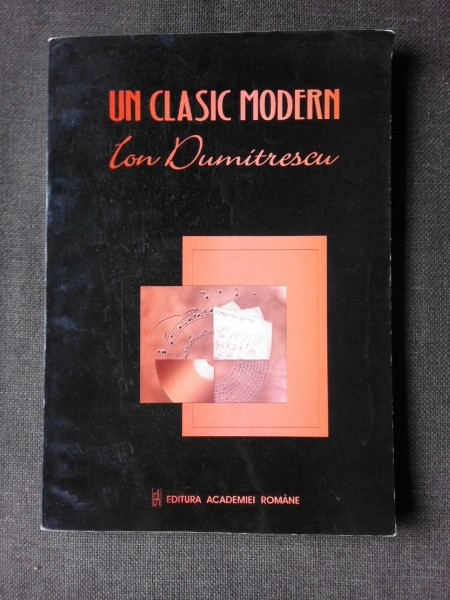 UN CLASIC MODERN
Ion Dumitrescu
EDITURA ACADEMIEI ROMÂNE